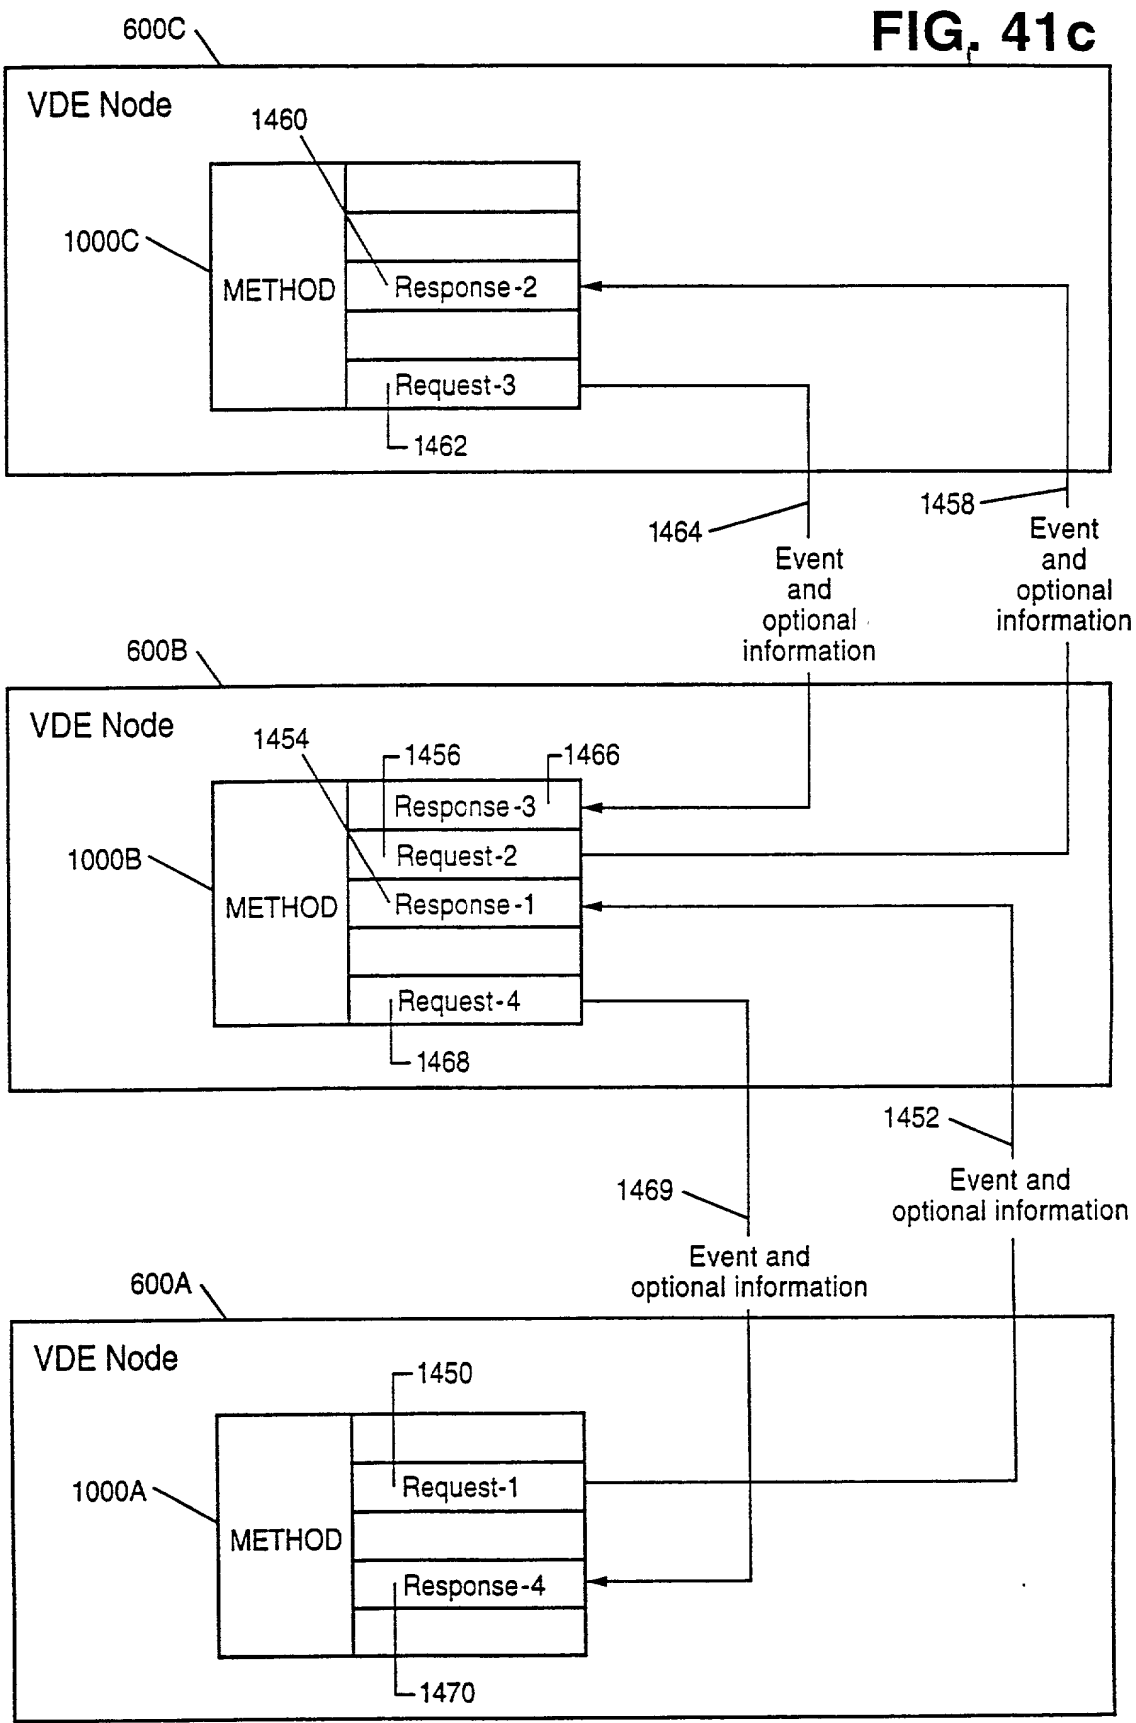 600C
FIG. 41c
VDE Node
1460
1000C
METHOD
Response-2
Request-3
1462
1464
1458
Event
and
optional
information
Event
and
optional
information
600B
VDE Node
1454
1456
1466
1000B
METHOD
Response-3
Request-2
Response-1
Request-4
1468
1452
Event and
optional information
1469
Event and
optional information
600A
VDE Node
1450
1000A
METHOD
Request-1
Response-4
1470